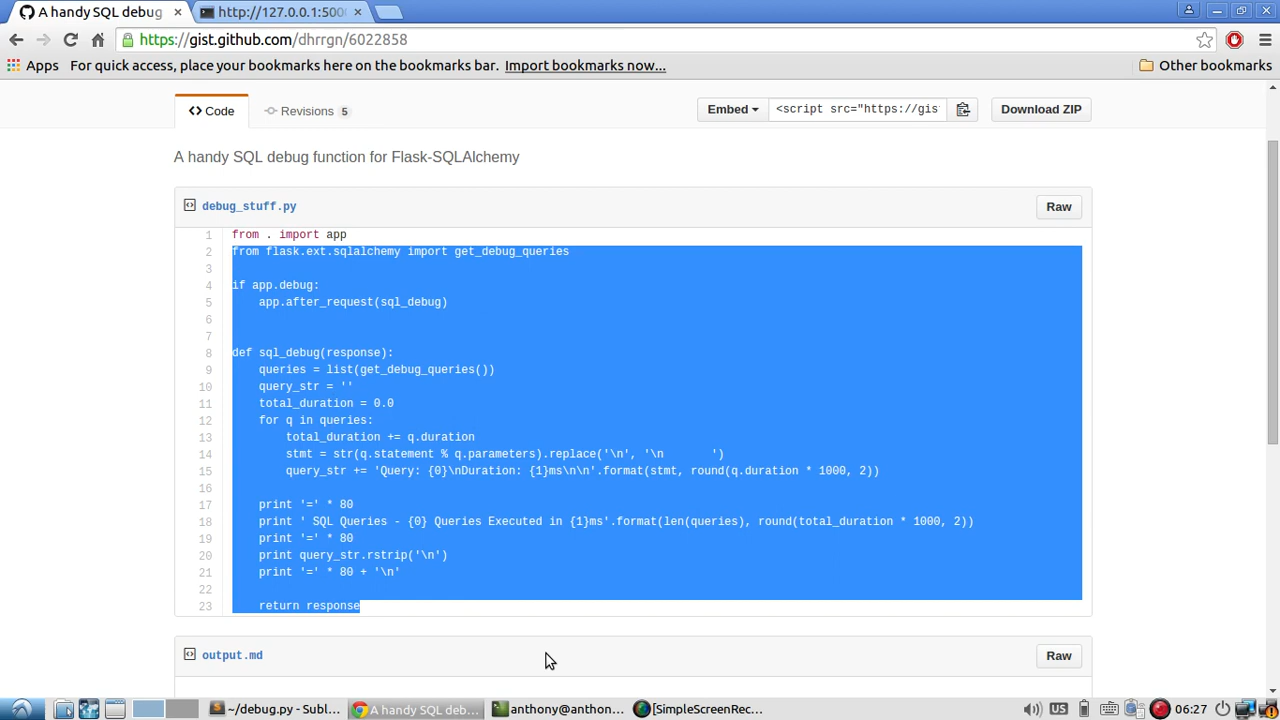 A handy SQL debug
http://127.0.0.1:500
https://gist.github.com/dhrrgn/6022858
Apps For quick access, place your bookmarks here on the bookmarks bar. Import bookmarks now... Other bookmarks
Code Revisions 5 Embed <script src="https://gis Download ZIP
A handy SQL debug function for Flask-SQLAlchemy
debug_stuff.py Raw
1 from . import app
2 from flask.ext.sqlalchemy import get_debug_queries
3
4 if app.debug:
5 app.after_request(sql_debug)
6
7
8 def sql_debug(response):
9 queries = list(get_debug_queries())
10 query_str = ''
11 total_duration = 0.0
12 for q in queries:
13 total_duration += q.duration
14 stmt = str(q.statement % q.parameters).replace('\n', '\n       ')
15 query_str += 'Query: {0}\nDuration: {1}ms\n\n'.format(stmt, round(q.duration * 1000, 2))
16
17 print '=' * 80
18 print ' SQL Queries - {0} Queries Executed in {1}ms'.format(len(queries), round(total_duration * 1000, 2))
19 print '=' * 80
20 print query_str.rstrip('\n')
21 print '=' * 80 + '\n'
22
23 return response
output.md Raw
~/debug.py - Subl... A handy SQL deb... anthony@anthon... [SimpleScreenRec... US 06:27